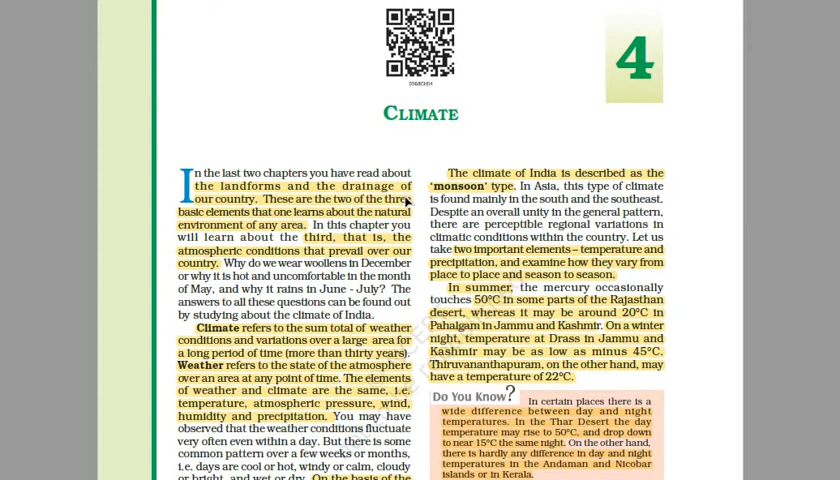 0968CH04
4
CLIMATE
In the last two chapters you have read about
the landforms and the drainage of
our country. These are the two of the three
basic elements that one learns about the natural
environment of any area. In this chapter you
will learn about the third, that is, the
atmospheric conditions that prevail over our
country. Why do we wear woollens in December
or why it is hot and uncomfortable in the month
of May, and why it rains in June - July? The
answers to all these questions can be found out
by studying about the climate of India.
Climate refers to the sum total of weather
conditions and variations over a large area for
a long period of time (more than thirty years).
Weather refers to the state of the atmosphere
over an area at any point of time. The elements
of weather and climate are the same, i.e.
temperature, atmospheric pressure, wind,
humidity and precipitation. You may have
observed that the weather conditions fluctuate
very often even within a day. But there is some
common pattern over a few weeks or months,
i.e. days are cool or hot, windy or calm, cloudy
or bright, and wet or dry. On the basis of the
The climate of India is described as the
‘monsoon’ type. In Asia, this type of climate
is found mainly in the south and the southeast.
Despite an overall unity in the general pattern,
there are perceptible regional variations in
climatic conditions within the country. Let us
take two important elements – temperature and
precipitation, and examine how they vary from
place to place and season to season.
In summer, the mercury occasionally
touches 50°C in some parts of the Rajasthan
desert, whereas it may be around 20°C in
Pahalgam in Jammu and Kashmir. On a winter
night, temperature at Drass in Jammu and
Kashmir may be as low as minus 45°C.
Thiruvananthapuram, on the other hand, may
have a temperature of 22°C.
Do You Know?
In certain places there is a
wide difference between day and night
temperatures. In the Thar Desert the day
temperature may rise to 50°C, and drop down
to near 15°C the same night. On the other hand,
there is hardly any difference in day and night
temperatures in the Andaman and Nicobar
islands or in Kerala.